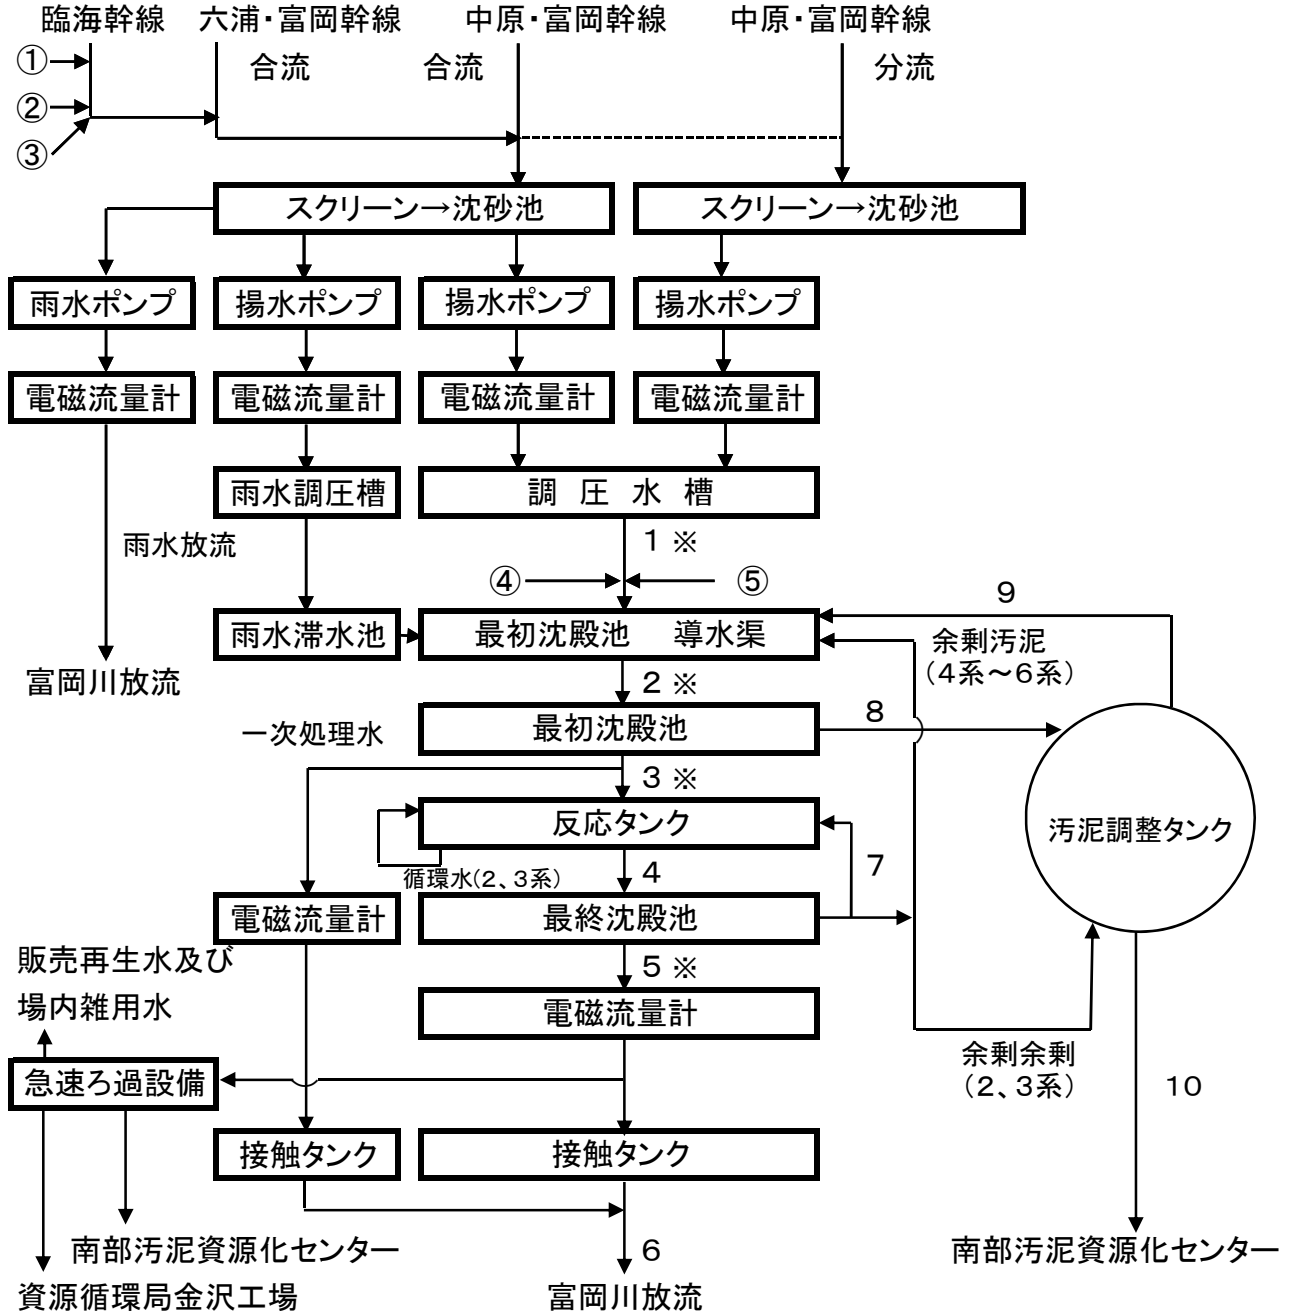 臨海幹線 六浦・富岡幹線 中原・富岡幹線 中原・富岡幹線
① 合流 合流 分流
②
③
スクリーン→沈砂池 スクリーン→沈砂池
雨水ポンプ 揚水ポンプ 揚水ポンプ 揚水ポンプ
電磁流量計 電磁流量計 電磁流量計 電磁流量計
雨水調圧槽 調 圧 水 槽
雨水放流 1 ※
④ ⑤
9
雨水滞水池 最初沈殿池 導水渠 余剰汚泥
(4系～6系)
富岡川放流 2 ※
8
一次処理水 最初沈殿池
3 ※
反応タンク 汚泥調整タンク
循環水(2、3系) 4 7
電磁流量計 最終沈殿池
販売再生水及び 5 ※
場内雑用水 電磁流量計
余剰余剰
急速ろ過設備 (2、3系) 10
接触タンク 接触タンク
南部汚泥資源化センター 6 南部汚泥資源化センター
資源循環局金沢工場 富岡川放流